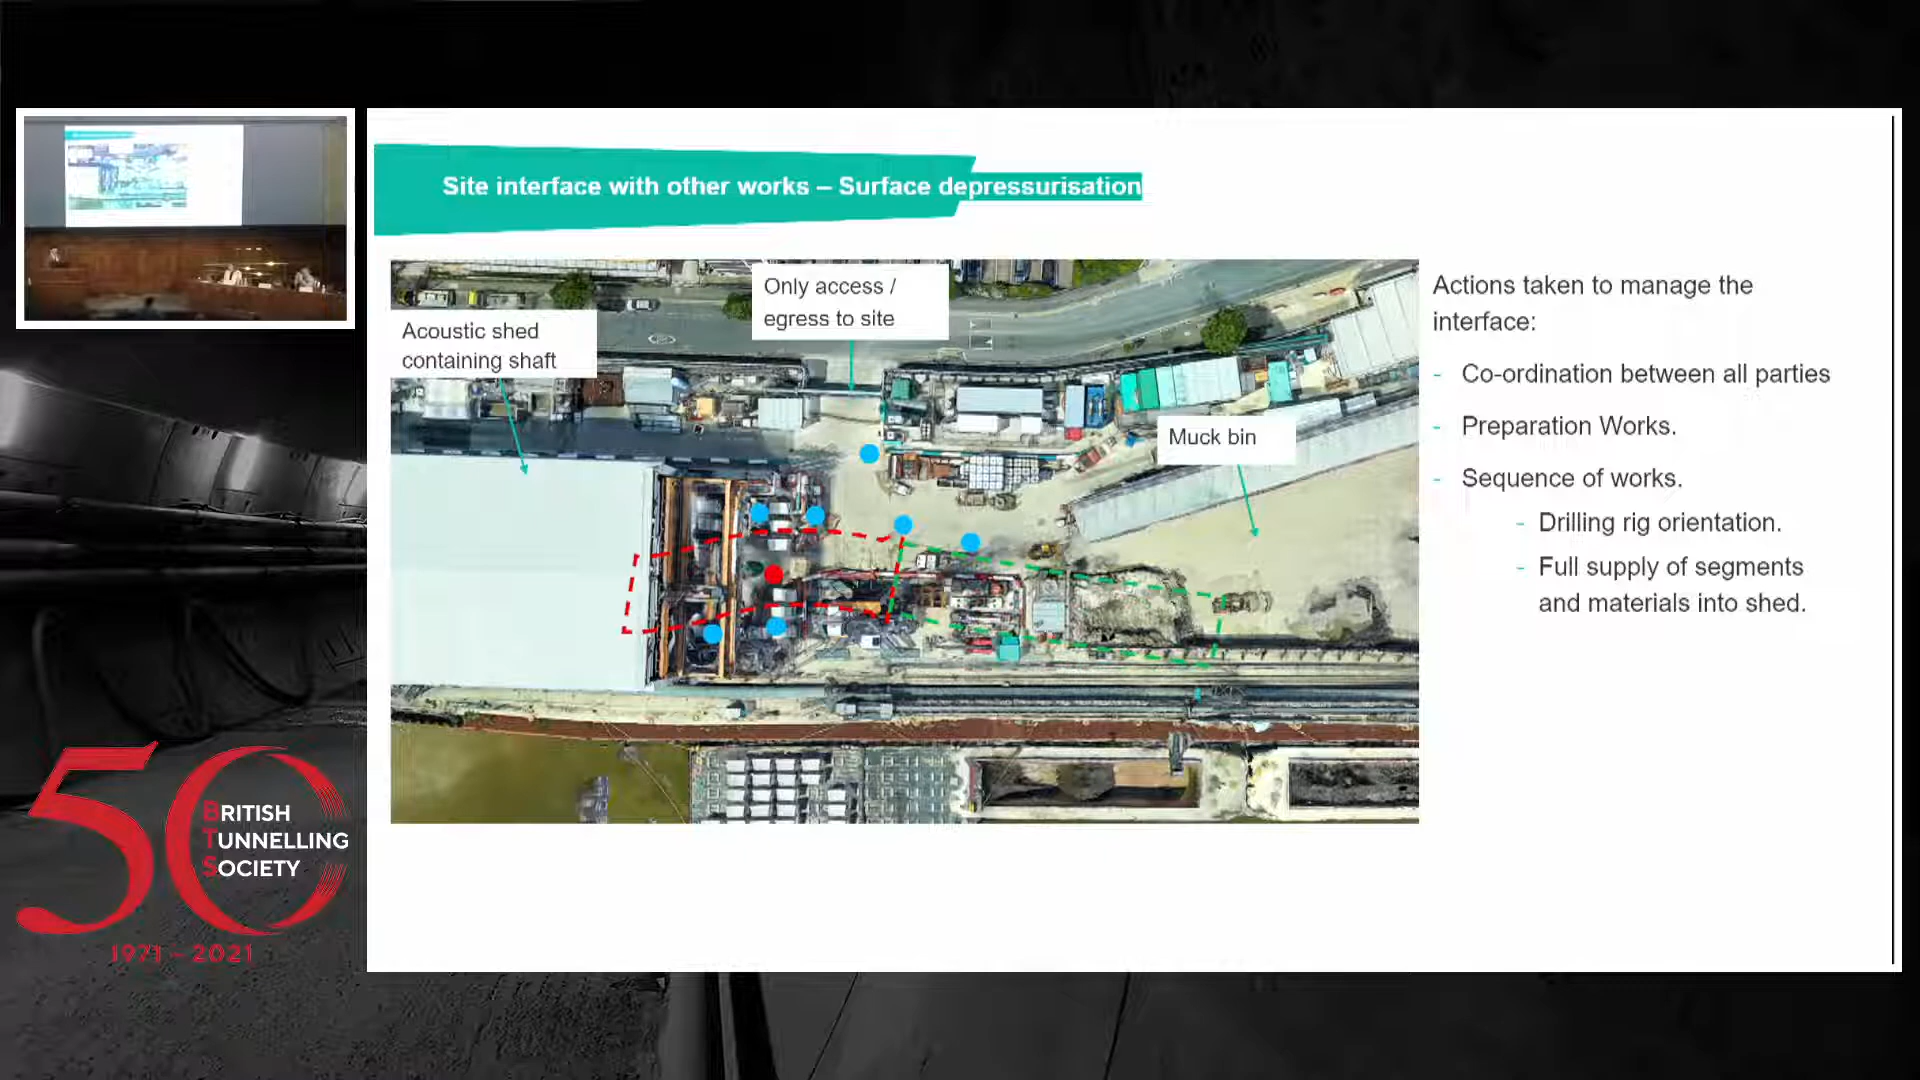 Site interface with other works – Surface depressurisation
Only access /
egress to site
Acoustic shed
containing shaft
Muck bin
Actions taken to manage the
interface:
- Co-ordination between all parties
- Preparation Works.
- Sequence of works.
- Drilling rig orientation.
- Full supply of segments
and materials into shed.
50
BRITISH
TUNNELLING
SOCIETY
1971 – 2021